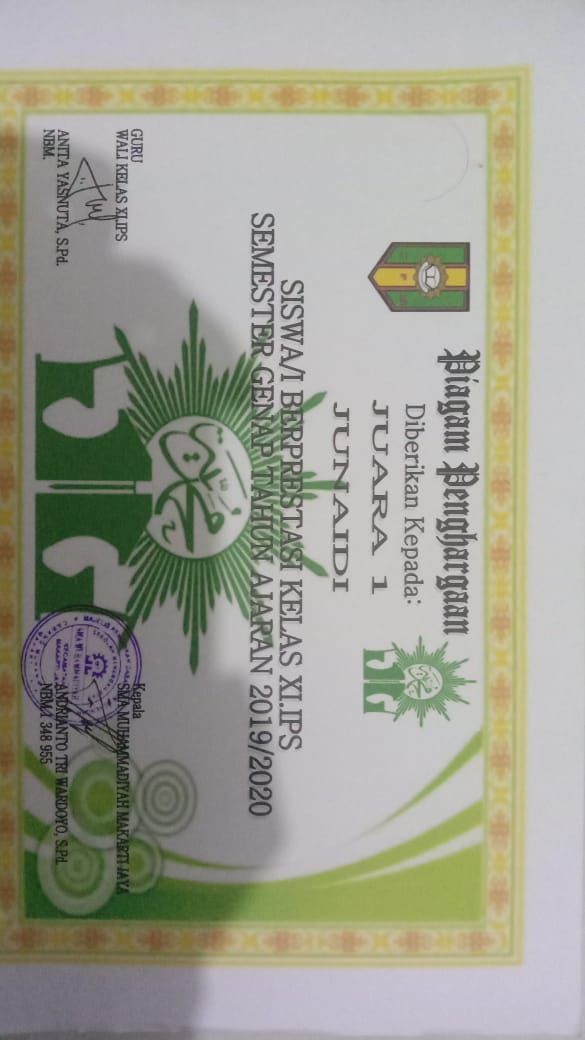 Piagam Penghargaan
Diberikan Kepada:
JUARA 1
JUNAIDI
SISWA/I BERPRESTASI KELAS XI.IPS
SEMESTER GENAP TAHUN AJARAN 2019/2020
GURU
WALI KELAS XI.IPS
ANITA YASNUTA, S.Pd.
NBM.
Kepala
SMA MUHAMMADIYAH MAKARTI JAYA
ANDRIANTO TRI WARDOYO, S.Pd.
NBM.1 348 955